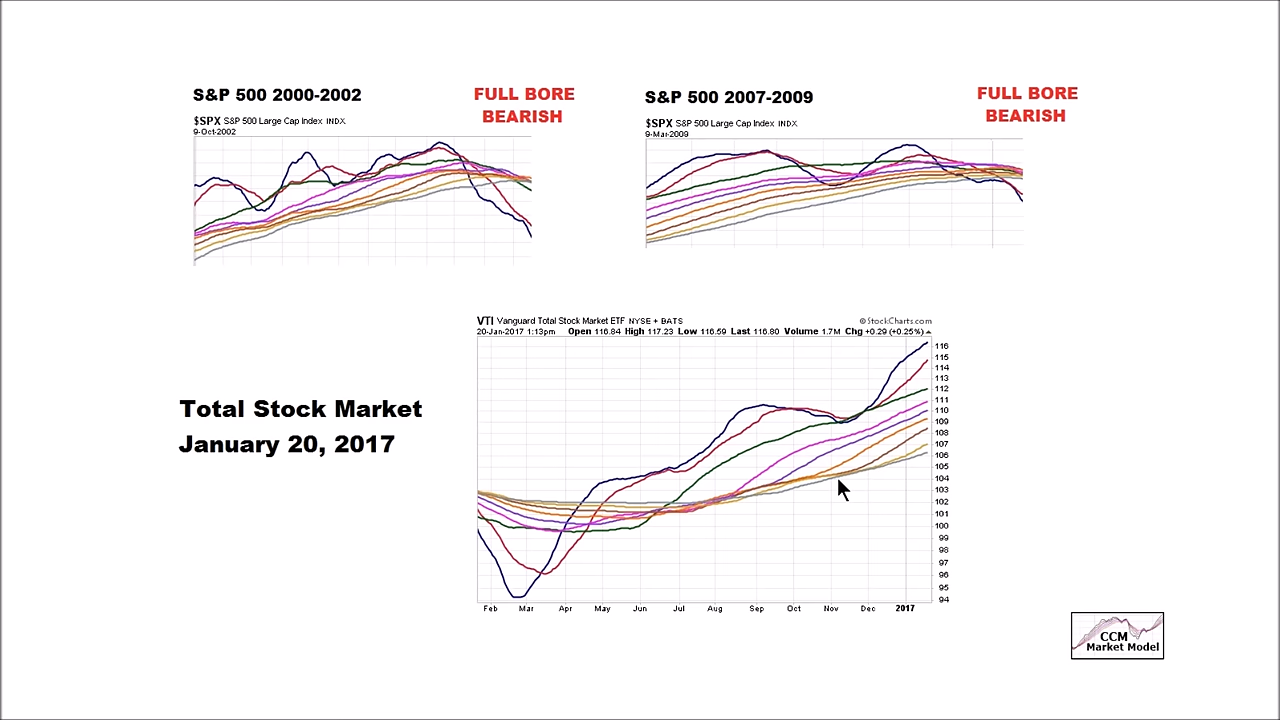 S&P 500 2000-2002
FULL BORE
BEARISH
$SPX S&P 500 Large Cap Index INDX
9-Oct-2002
S&P 500 2007-2009
FULL BORE
BEARISH
$SPX S&P 500 Large Cap Index INDX
9-Mar-2009
Total Stock Market
January 20, 2017
VTI Vanguard Total Stock Market ETF NYSE + BATS
© StockCharts.com
20-Jan-2017 1:13pm Open 116.84 High 117.23 Low 116.59 Last 116.80 Volume 1.7M Chg +0.29 (+0.25%)
116
115
114
113
112
111
110
109
108
107
106
105
104
103
102
101
100
99
98
97
96
95
94
Feb Mar Apr May Jun Jul Aug Sep Oct Nov Dec 2017
CCM
Market Model